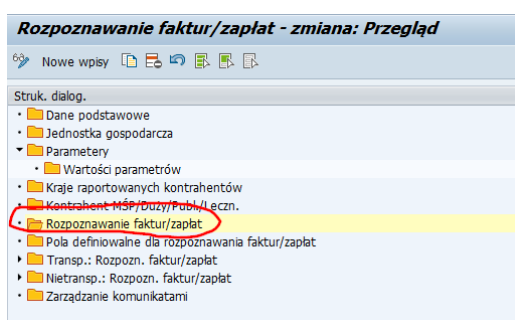 Rozpoznawanie faktur/zapłat - zmiana: Przegląd
Nowe wpisy
Struk. dialog.
Dane podstawowe
Jednostka gospodarcza
Parametery
Wartości parametrów
Kraje raportowanych kontrahentów
Kontrahent MŚP/Duży/Publ/Leczn.
Rozpoznawanie faktur/zapłat
Pola definiowalne dla rozpoznawania faktur/zapłat
Transp.: Rozpozn. faktur/zapłat
Nietransp.: Rozpozn. faktur/zapłat
Zarządzanie komunikatami